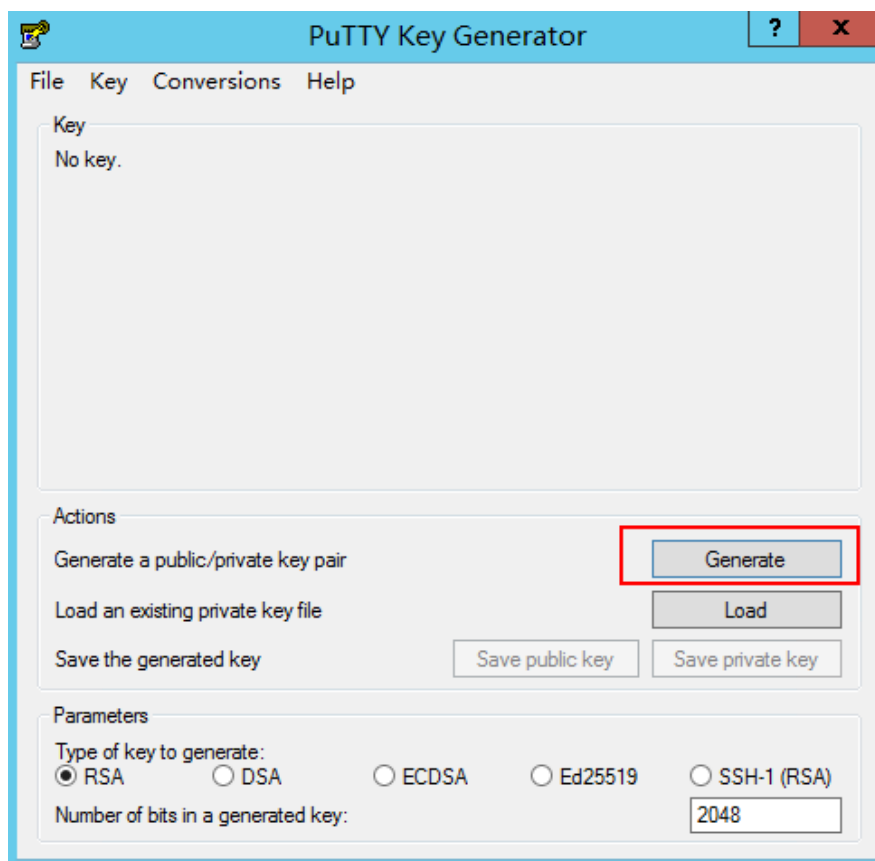 PuTTY Key Generator
? x
File Key Conversions Help
Key
No key.
Actions
Generate a public/private key pair Generate
Load an existing private key file Load
Save the generated key Save public key Save private key
Parameters
Type of key to generate:
RSA DSA ECDSA Ed25519 SSH-1 (RSA)
Number of bits in a generated key: 2048